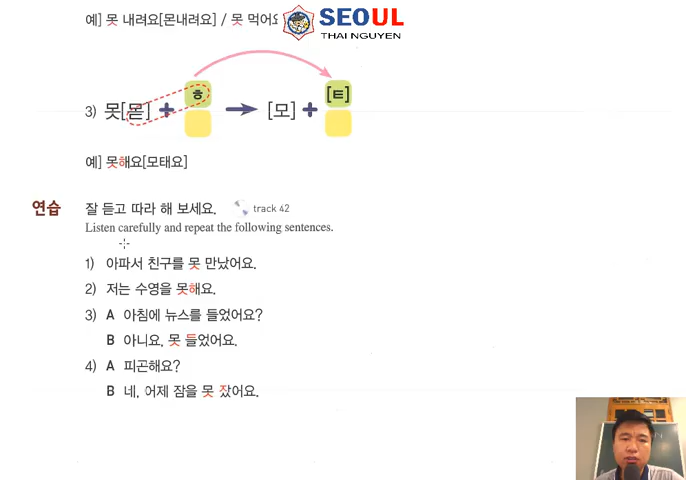 예] 못 내려요[몬내려요] / 못 먹어요
SEOUL
THAI NGUYEN
3) 못[몯] + ㅎ → [모] + [ㅌ]
예] 못해요[모태요]
연습 잘 듣고 따라 해 보세요. track 42
Listen carefully and repeat the following sentences.
1) 아파서 친구를 못 만났어요.
2) 저는 수영을 못해요.
3) A 아침에 뉴스를 들었어요?
B 아니요, 못 들었어요.
4) A 피곤해요?
B 네, 어제 잠을 못 잤어요.